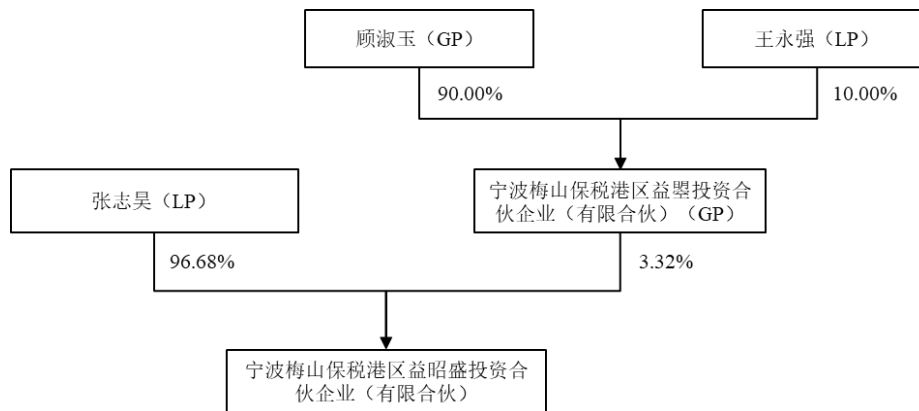 顾淑玉（GP）
王永强（LP）
90.00%
10.00%
张志昊（LP）
宁波梅山保税港区益曌投资合
伙企业（有限合伙）（GP）
96.68%
3.32%
宁波梅山保税港区益昭盛投资合
伙企业（有限合伙）